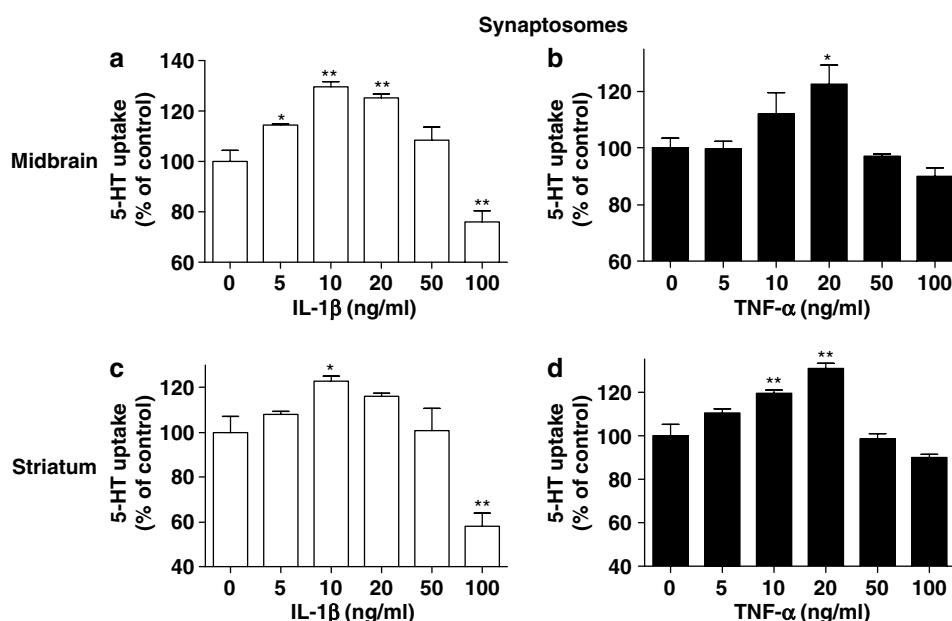 Synaptosomes
a
b
Midbrain
5-HT uptake
(% of control)
140
120
100
80
60
*
**
**
**
0 5 10 20 50 100
IL-1β (ng/ml)
5-HT uptake
(% of control)
120
100
80
60
*
0 5 10 20 50 100
TNF-α (ng/ml)
c
d
Striatum
5-HT uptake
(% of control)
120
100
80
60
40
*
**
0 5 10 20 50 100
IL-1β (ng/ml)
5-HT uptake
(% of control)
120
100
80
60
40
**
**
0 5 10 20 50 100
TNF-α (ng/ml)